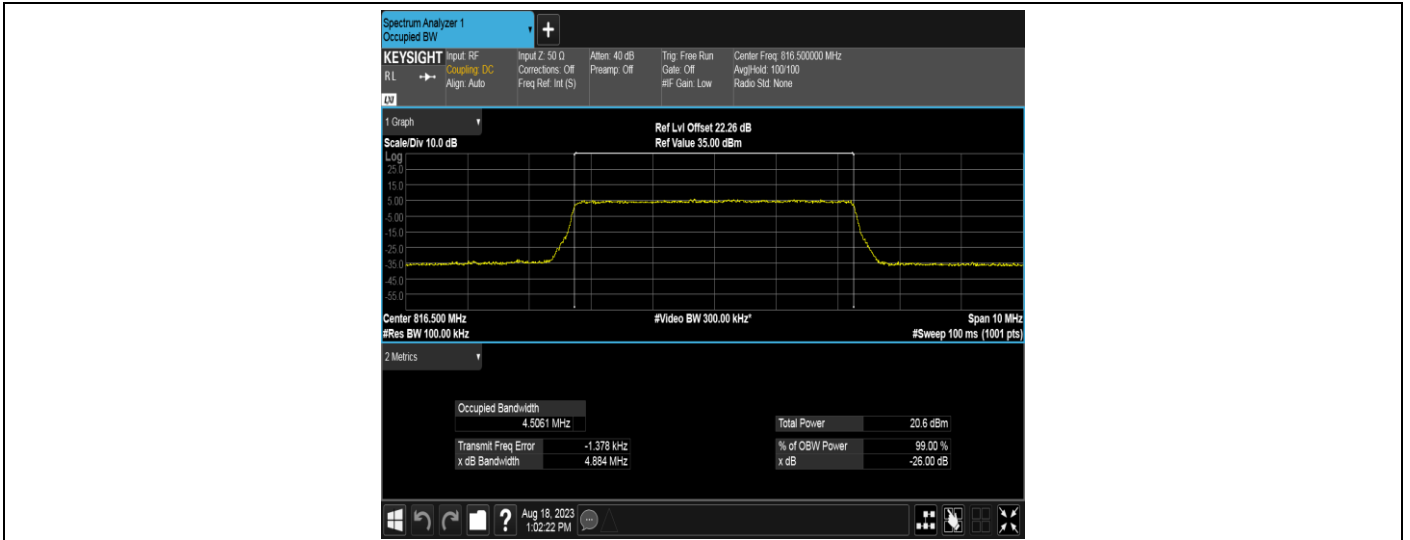 Spectrum Analyzer 1
Occupied BW
KEYSIGHT
RL
LXI
Input: RF
Coupling: DC
Align: Auto
Input Z: 50 Ω
Corrections: Off
Freq Ref: Int (S)
Atten: 40 dB
Preamp: Off
Trig: Free Run
Gate: Off
#IF Gain: Low
Center Freq: 816.500000 MHz
Avg|Hold: 100/100
Radio Std: None
1 Graph
Scale/Div 10.0 dB
Ref Lvl Offset 22.26 dB
Ref Value 35.00 dBm
Log
25.0
15.0
5.00
-5.00
-15.0
-25.0
-35.0
-45.0
-55.0
Center 816.500 MHz
#Res BW 100.00 kHz
#Video BW 300.00 kHz*
Span 10 MHz
#Sweep 100 ms (1001 pts)
2 Metrics
Occupied Bandwidth
4.5061 MHz
Transmit Freq Error -1.378 kHz
x dB Bandwidth 4.884 MHz
Total Power 20.6 dBm
% of OBW Power 99.00 %
x dB -26.00 dB
?
Aug 18, 2023
1:02:22 PM